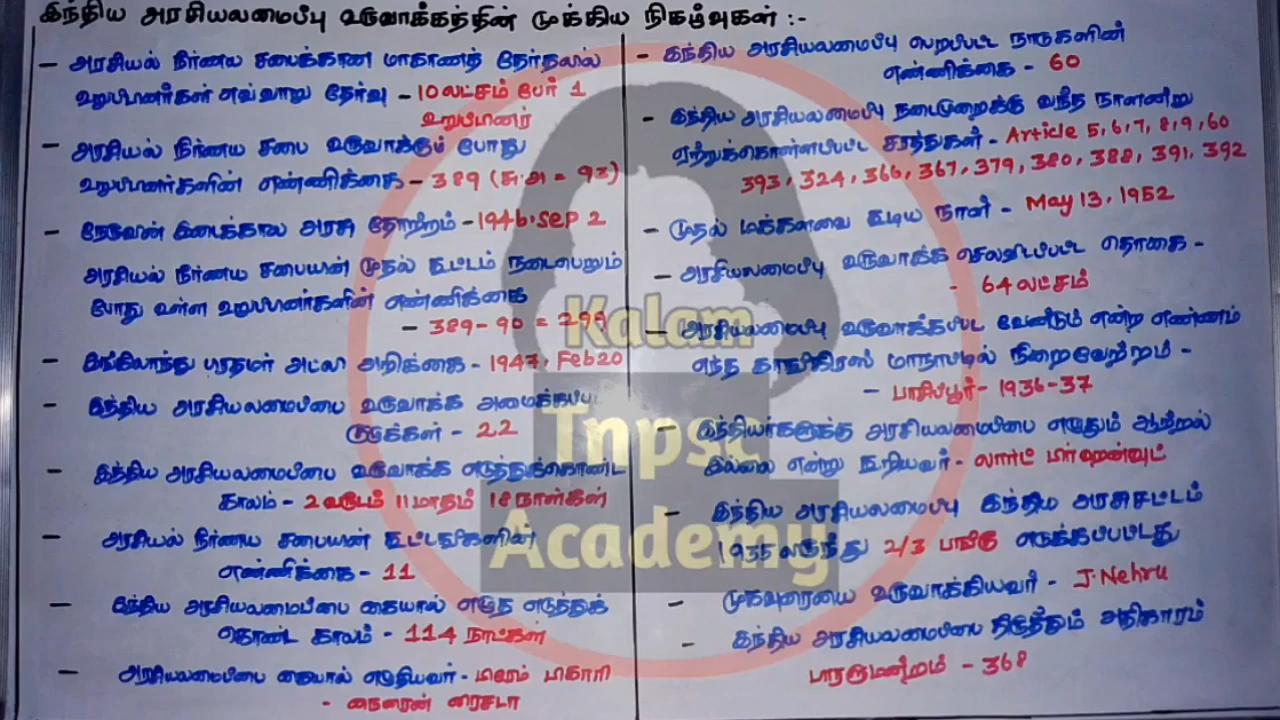 இந்திய அரசியலமைப்பு உருவாக்கத்தின் முக்கிய நிகழ்வுகள் :-
– அரசியல் நிர்ணய சபைக்கான மாகாணத் தேர்தலில்
உறுப்பினர்கள் எவ்வாறு தேர்வு – 10 லட்சம் பேர் 1
உறுப்பினர்
– அரசியல் நிர்ணய சபை உருவாக்கும் போது
உறுப்பினர்களின் எண்ணிக்கை – 389 (சு.அ = 93)
– நேருவின் இடைக்கால அரசு தோற்றம் – 1946. Sep 2
அரசியல் நிர்ணய சபையின் முதல் கூட்டம் நடைபெறும்
போது உள்ள உறுப்பினர்களின் எண்ணிக்கை
– 389 – 90 = 299
– இங்கிலாந்து பிரதமர் அட்லி அறிக்கை – 1947, Feb 20
– இந்திய அரசியலமைப்பை உருவாக்க அமைக்கப்பட்ட
குழுக்கள் – 22
– இந்திய அரசியலமைப்பை உருவாக்க எடுத்துக்கொண்ட
காலம் – 2 வருடம் 11 மாதம் 18 நாள்கள்
– அரசியல் நிர்ணய சபையின் கூட்டங்களின்
எண்ணிக்கை – 11
– இந்திய அரசியலமைப்பை கையால் எழுத எடுத்துக்
கொண்ட காலம் – 114 நாட்கள்
– அரசியலமைப்பை கையால் எழுதியவர் – பிரேம் பிகாரி
– நைரைன் ரைசடா
– இந்திய அரசியலமைப்பு பெறப்பட்ட நாடுகளின்
எண்ணிக்கை – 60
– இந்திய அரசியலமைப்பு நடைமுறைக்கு வந்த நாளன்று
ஏற்றுக்கொள்ளப்பட்ட சரத்துகள் – Article 5, 6, 7, 8, 9, 60
393, 324, 366, 367, 379, 380, 388, 391, 392
– முதல் மக்களவை கூடிய நாள் – May 13, 1952
– அரசியலமைப்பு உருவாக்க செலவிடப்பட்ட தொகை –
– 64 லட்சம்
– அரசியலமைப்பு உருவாக்கப்பட வேண்டும் என்ற எண்ணம்
எந்த காங்கிரஸ் மாநாட்டில் நிறைவேற்றம் –
– பாசிப்பூர் – 1936-37
– இந்தியர்களுக்கு அரசியலமைப்பை எழுதும் ஆற்றல்
இல்லை என்று கூறியவர் – லார்ட் பிர்ஹன்வுட்
– இந்திய அரசியலமைப்பு இந்திய அரசு சட்டம்
1935 லிருந்து 2/3 பங்கு எடுக்கப்பட்டது
– முகவுரையை உருவாக்கியவர் – J. Nehru
– இந்திய அரசியலமைப்பை திருத்தும் அதிகாரம்
பாராளுமன்றம் – 368
Kalam
Tnpsc
Academy